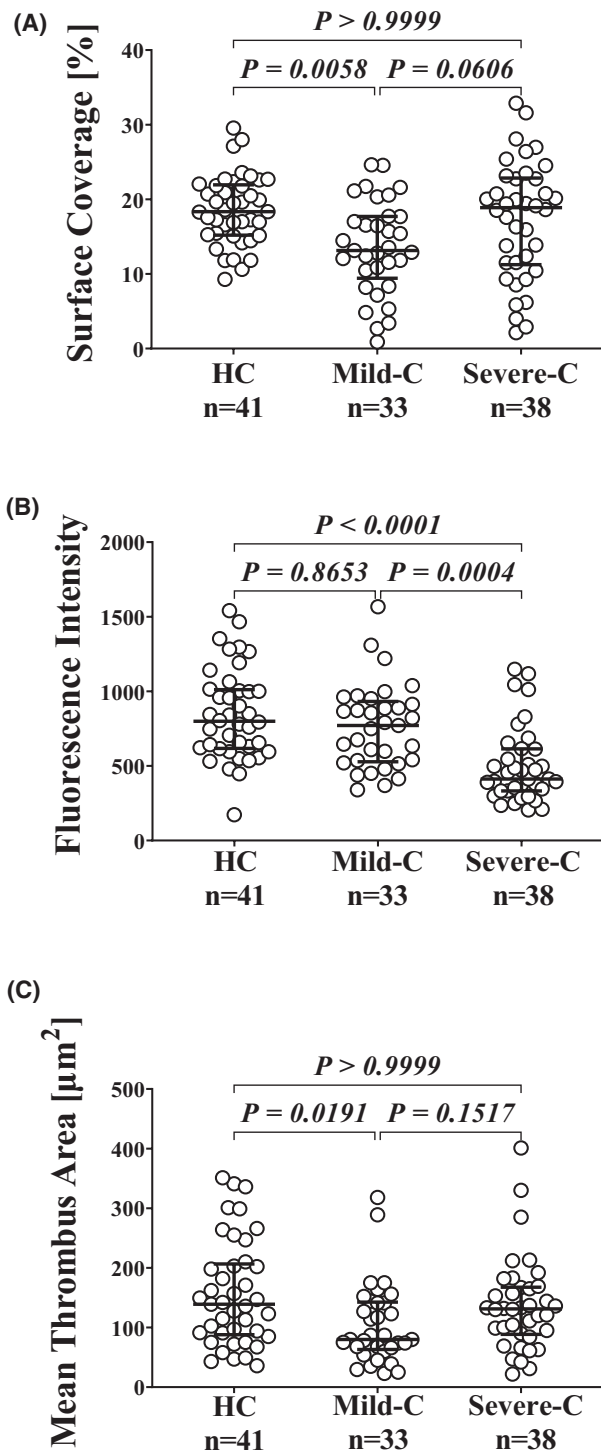 (A)
Surface Coverage [%]
P > 0.9999
P = 0.0058
P = 0.0606
40
30
20
10
0
HC
Mild-C
Severe-C
n=41
n=33
n=38
(B)
Fluorescence Intensity
P < 0.0001
P = 0.8653
P = 0.0004
2000
1500
1000
500
0
HC
Mild-C
Severe-C
n=41
n=33
n=38
(C)
Mean Thrombus Area [µm²]
P > 0.9999
P = 0.0191
P = 0.1517
500
400
300
200
100
0
HC
Mild-C
Severe-C
n=41
n=33
n=38